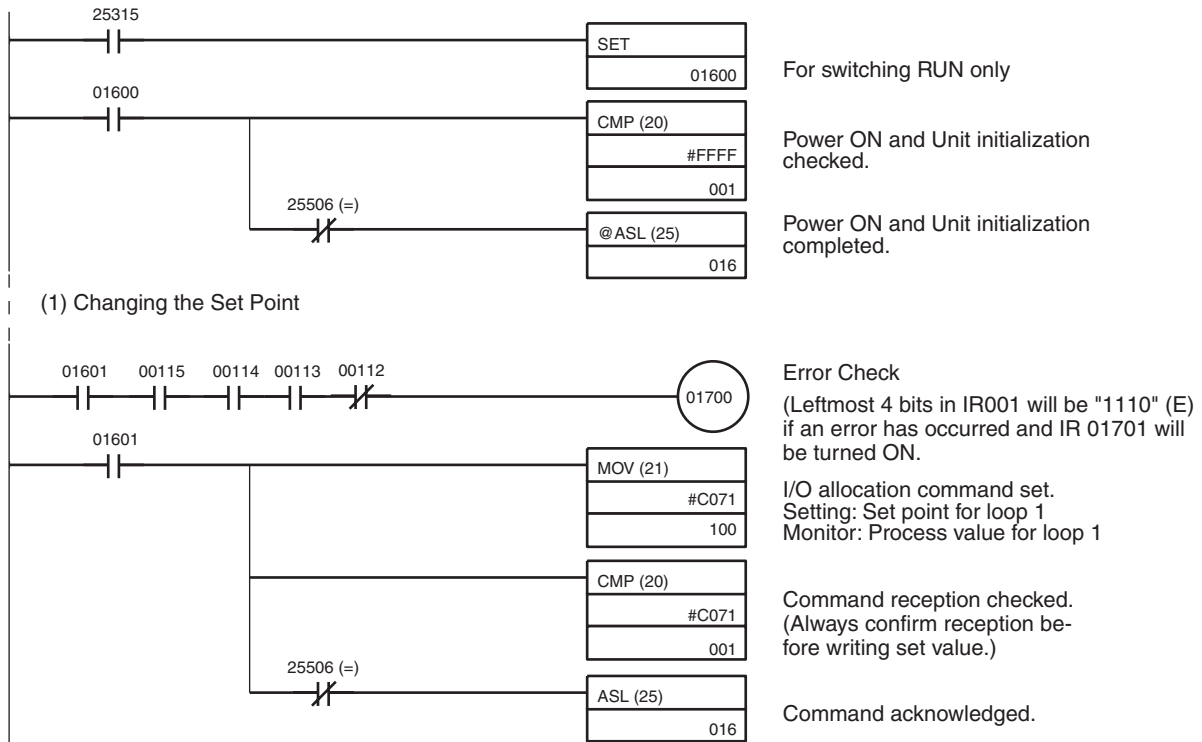 25315
SET
01600
For switching RUN only
01600
CMP (20)
#FFFF
001
Power ON and Unit initialization
checked.
25506 (=)
@ASL (25)
016
Power ON and Unit initialization
completed.
(1) Changing the Set Point
01601 00115 00114 00113 00112
01700
Error Check
(Leftmost 4 bits in IR001 will be "1110" (E)
if an error has occurred and IR 01701 will
be turned ON.
01601
MOV (21)
#C071
100
I/O allocation command set.
Setting: Set point for loop 1
Monitor: Process value for loop 1
CMP (20)
#C071
001
Command reception checked.
(Always confirm reception be-
fore writing set value.)
25506 (=)
ASL (25)
016
Command acknowledged.